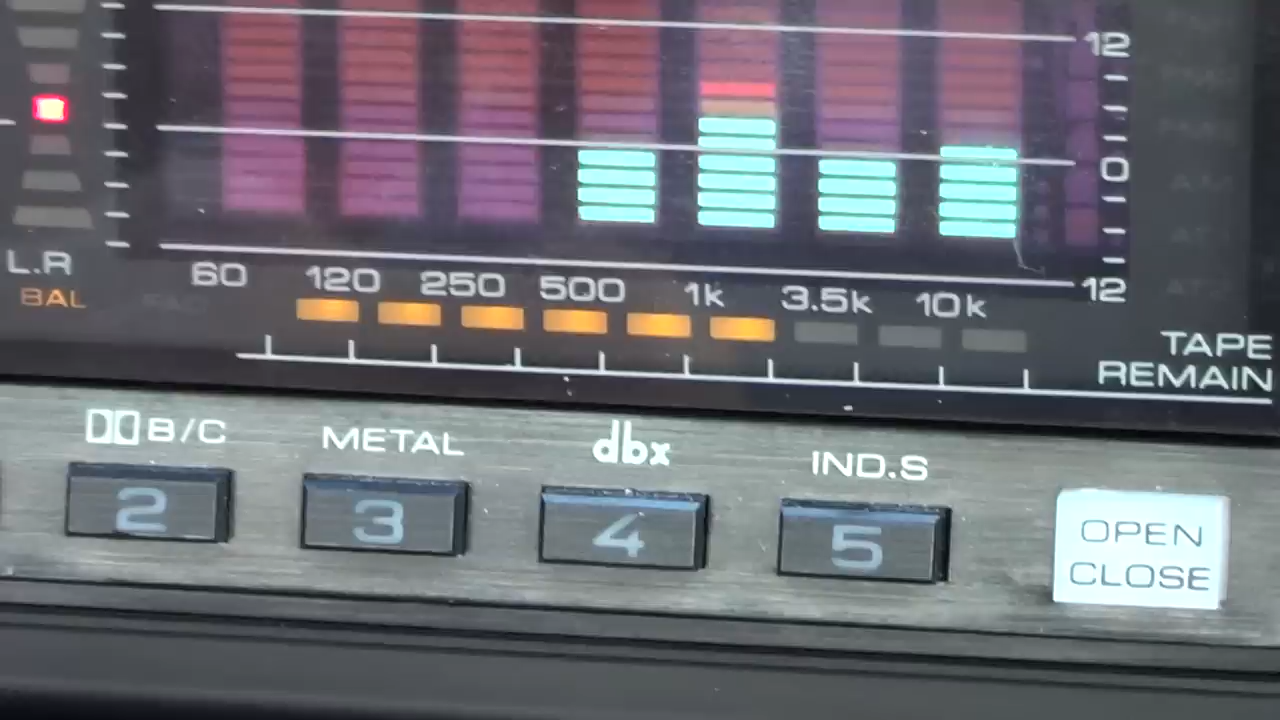 12
0
12
L.R
BAL
60 120 250 500 1k 3.5k 10k
TAPE
REMAIN
B/C METAL dbx IND.S
2 3 4 5
OPEN
CLOSE